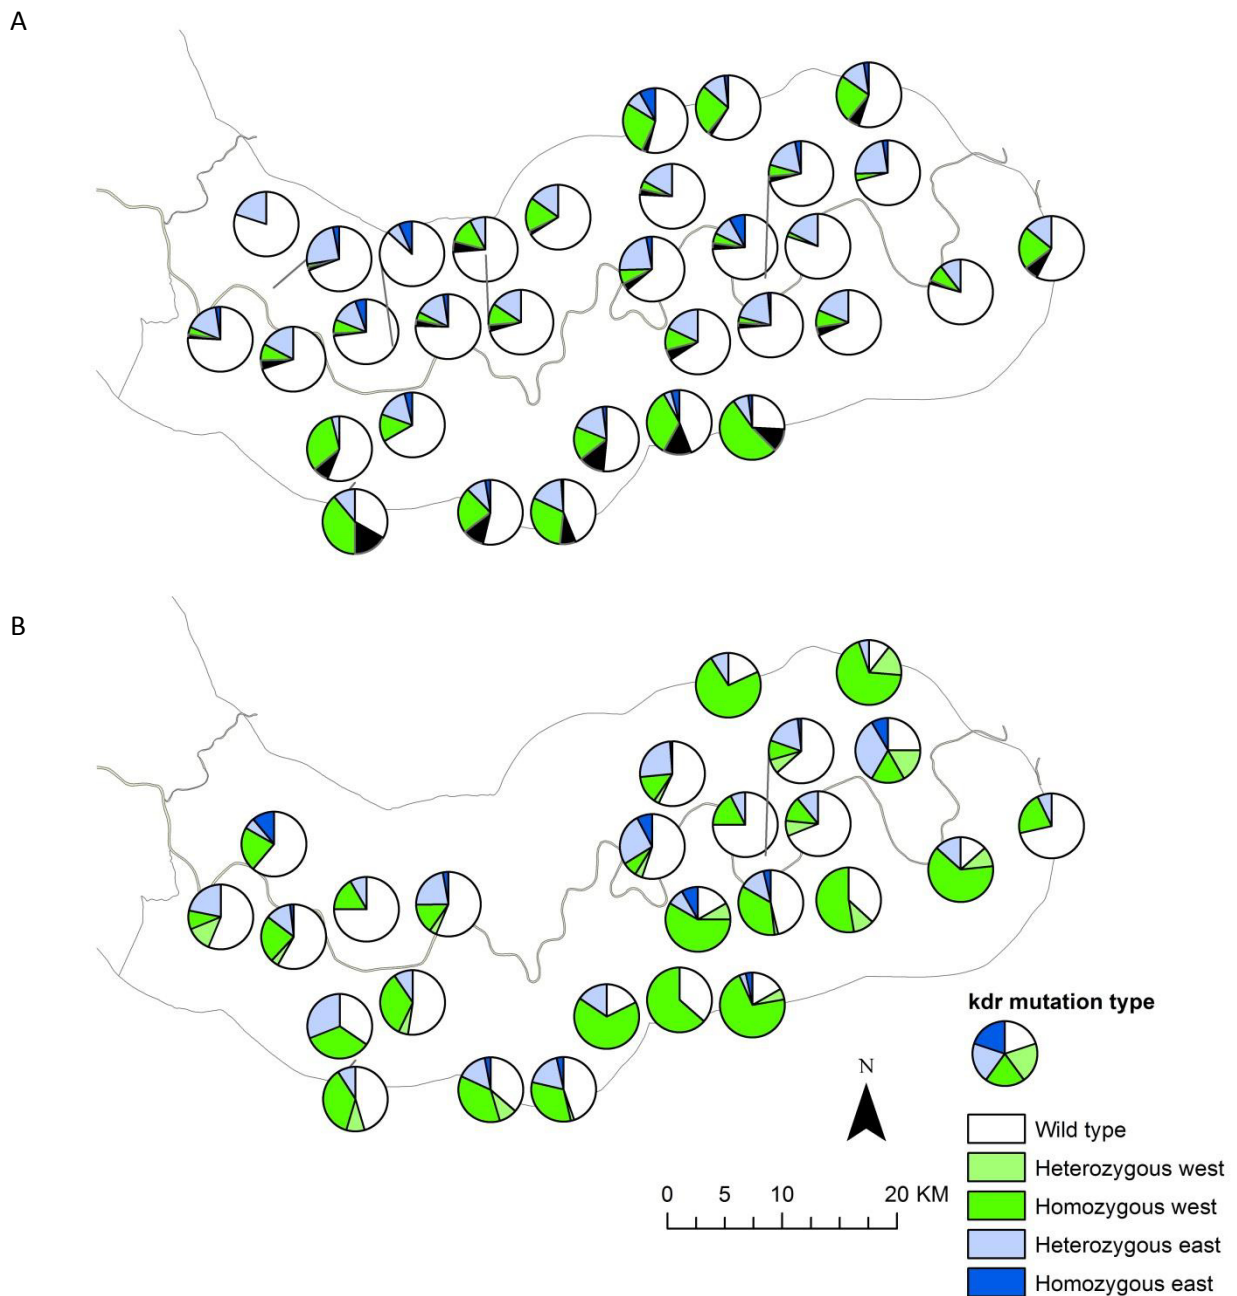 A
B
kdr mutation type
N
Wild type
Heterozygous west
0 5 10 20 KM
Homozygous west
Heterozygous east
Homozygous east